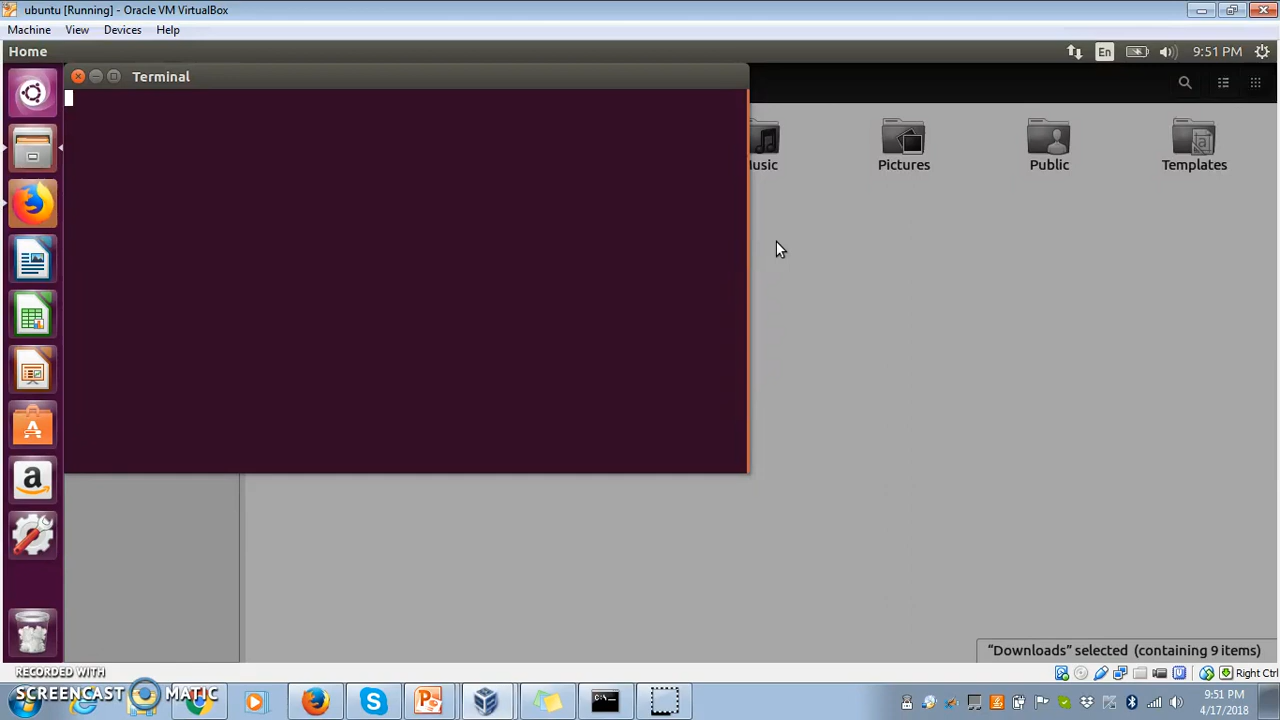 ubuntu [Running] - Oracle VM VirtualBox
Machine View Devices Help
Home
En
9:51 PM
Terminal
Music
Pictures
Public
Templates
"Downloads" selected (containing 9 items)
Right Ctrl
RECORDED WITH
SCREENCAST MATIC
9:51 PM
4/17/2018